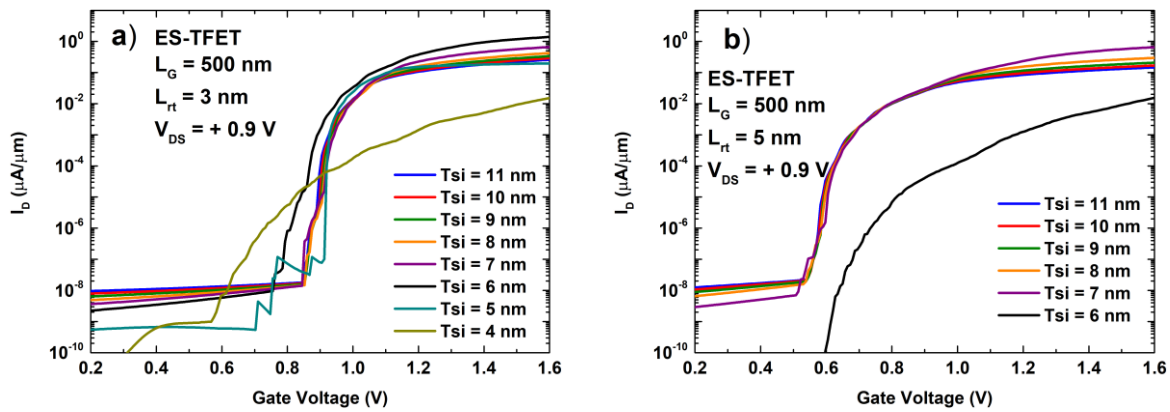 a)
ES-TFET
L_G = 500 nm
L_rt = 3 nm
V_DS = + 0.9 V
10^0
10^-2
10^-4
10^-6
10^-8
10^-10
I_D (μA/μm)
Tsi = 11 nm
Tsi = 10 nm
Tsi = 9 nm
Tsi = 8 nm
Tsi = 7 nm
Tsi = 6 nm
Tsi = 5 nm
Tsi = 4 nm
0.2 0.4 0.6 0.8 1.0 1.2 1.4 1.6
Gate Voltage (V)
b)
ES-TFET
L_G = 500 nm
L_rt = 5 nm
V_DS = + 0.9 V
10^0
10^-2
10^-4
10^-6
10^-8
10^-10
I_D (μA/μm)
Tsi = 11 nm
Tsi = 10 nm
Tsi = 9 nm
Tsi = 8 nm
Tsi = 7 nm
Tsi = 6 nm
0.2 0.4 0.6 0.8 1.0 1.2 1.4 1.6
Gate Voltage (V)